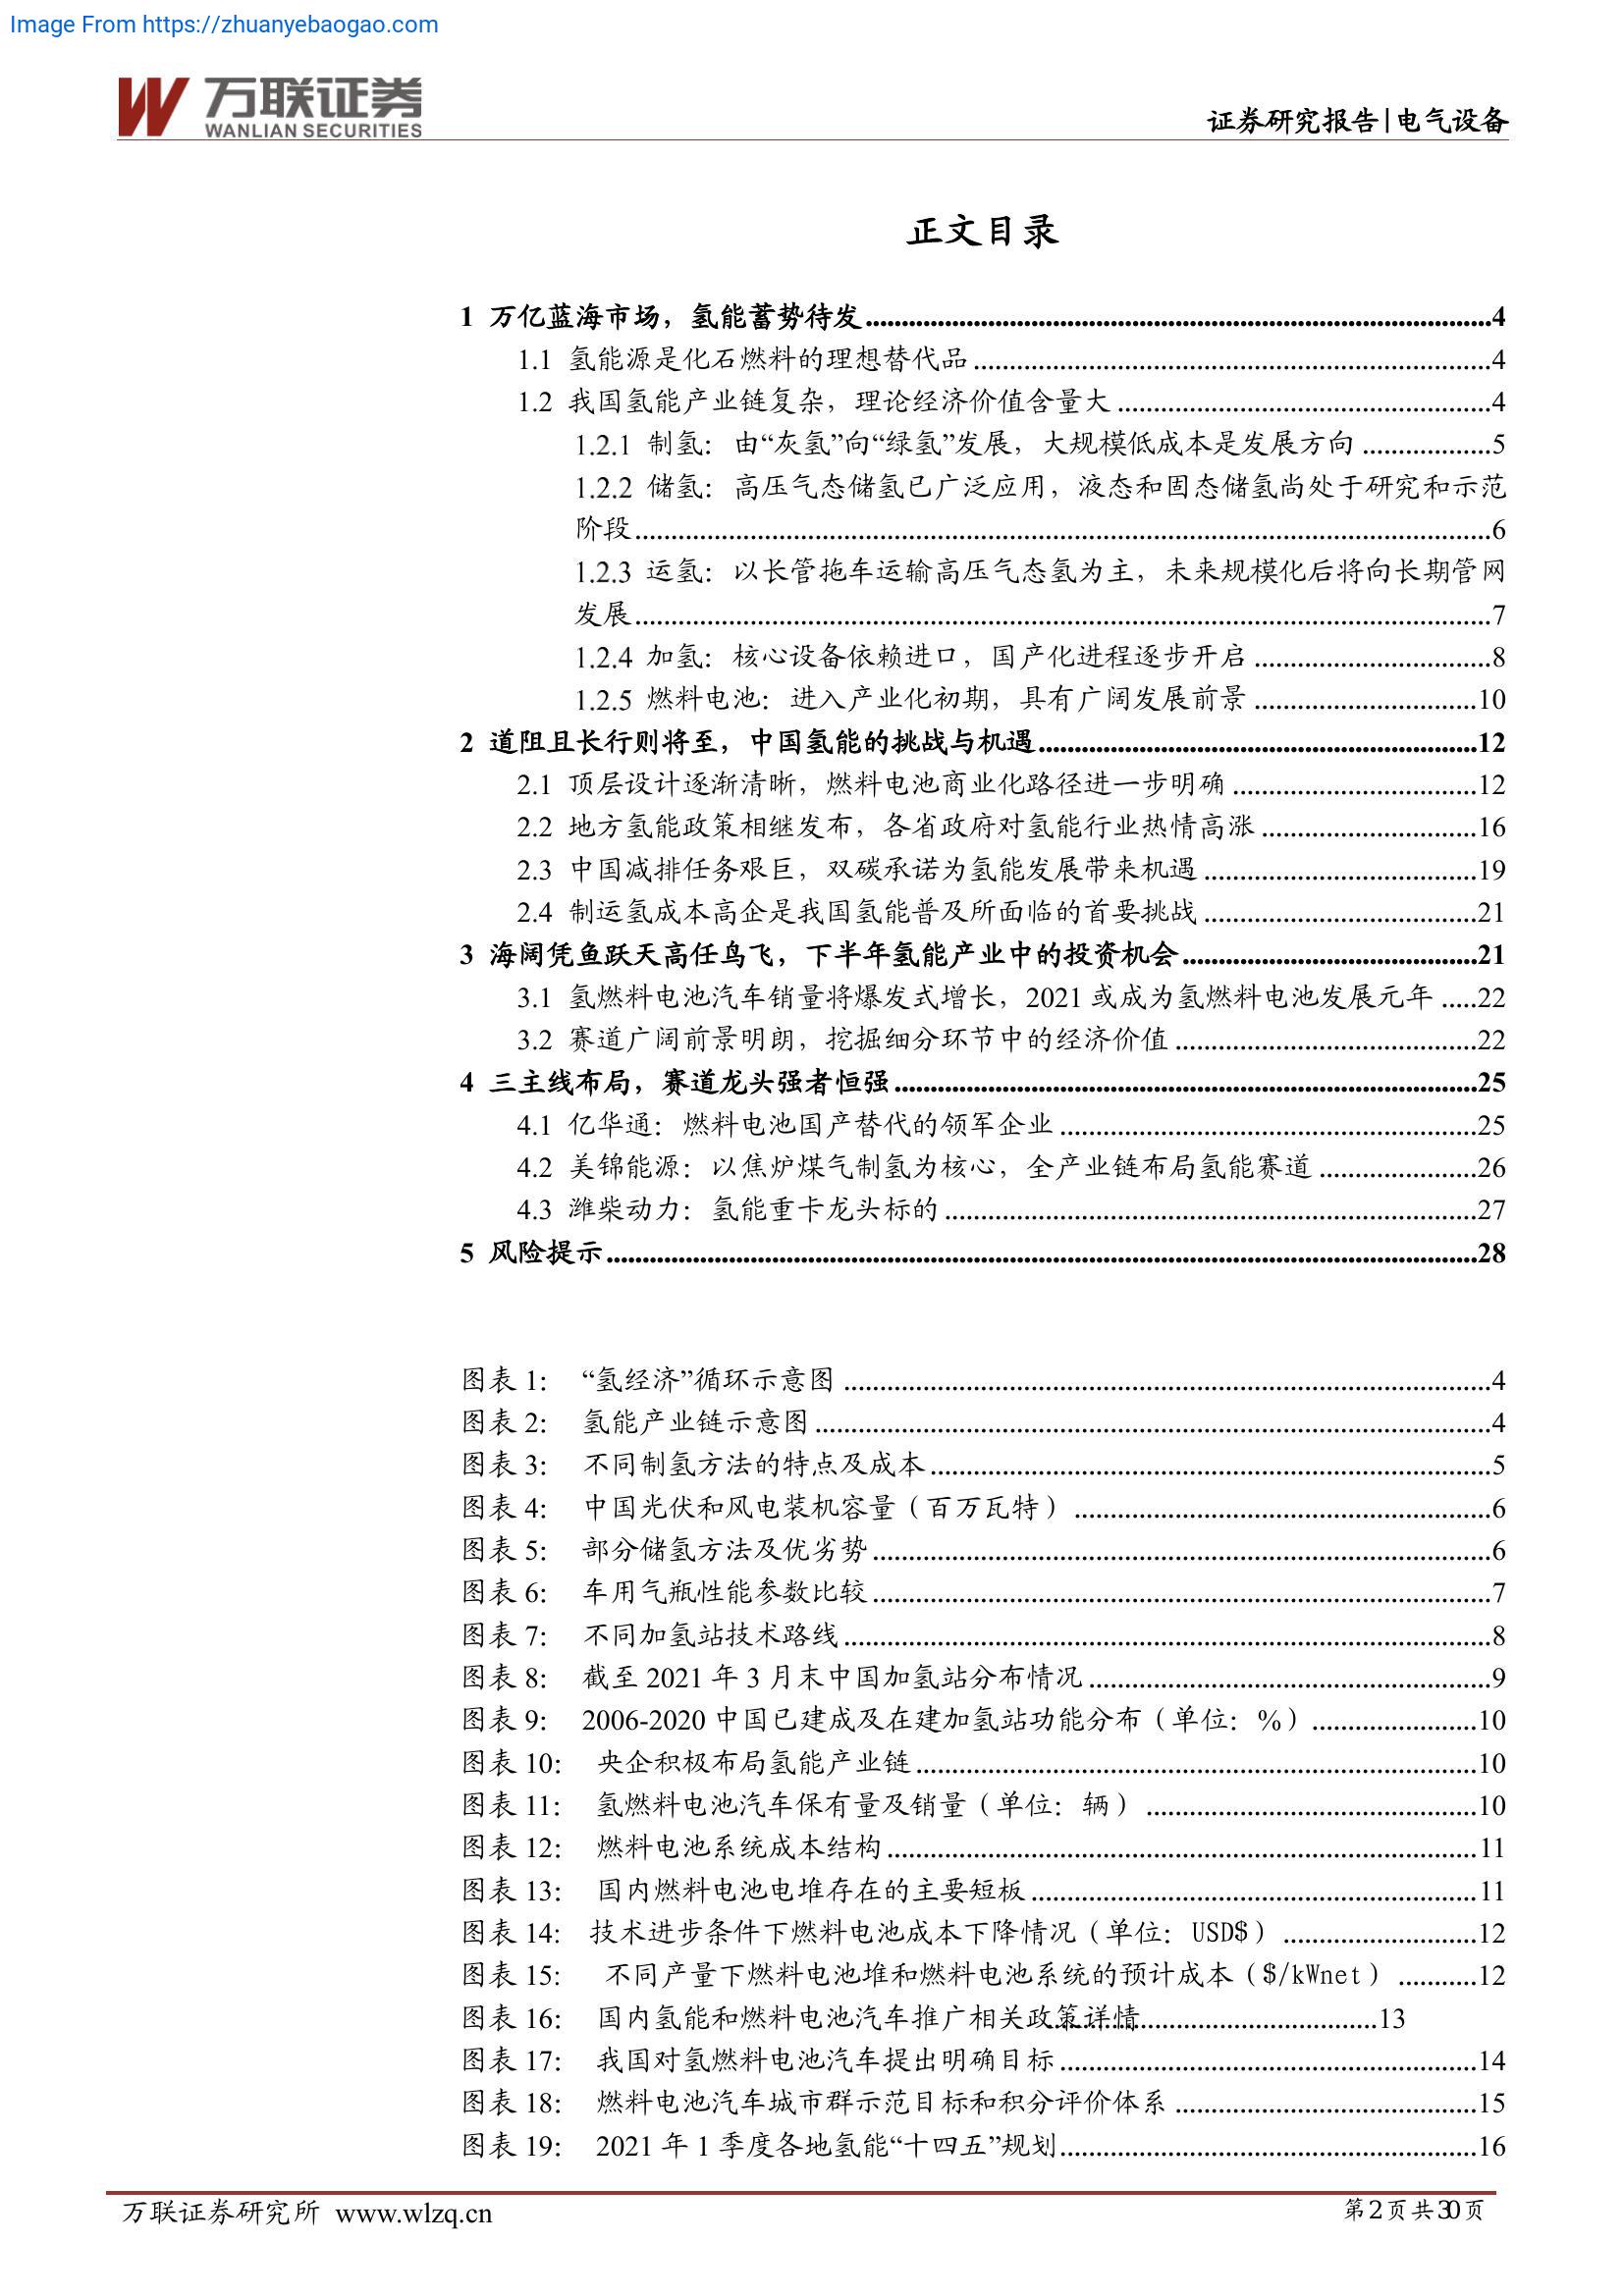 Image From https://zhuanyebaogao.com
万联证券
WANLIAN SECURITIES
证券研究报告|电气设备
正文目录
1 万亿蓝海市场，氢能蓄势待发.......................................................................................4
1.1 氢能源是化石燃料的理想替代品........................................................................4
1.2 我国氢能产业链复杂，理论经济价值含量大....................................................4
1.2.1 制氢：由“灰氢”向“绿氢”发展，大规模低成本是发展方向..................5
1.2.2 储氢：高压气态储氢已广泛应用，液态和固态储氢尚处于研究和示范
阶段.......................................................................................................................6
1.2.3 运氢：以长管拖车运输高压气态氢为主，未来规模化后将向长期管网
发展.......................................................................................................................7
1.2.4 加氢：核心设备依赖进口，国产化进程逐步开启.................................8
1.2.5 燃料电池：进入产业化初期，具有广阔发展前景...............................10
2 道阻且长行则将至，中国氢能的挑战与机遇.............................................................12
2.1 顶层设计逐渐清晰，燃料电池商业化路径进一步明确..................................12
2.2 地方氢能政策相继发布，各省政府对氢能行业热情高涨..............................16
2.3 中国减排任务艰巨，双碳承诺为氢能发展带来机遇......................................19
2.4 制运氢成本高企是我国氢能普及所面临的首要挑战......................................21
3 海阔凭鱼跃天高任鸟飞，下半年氢能产业中的投资机会.........................................21
3.1 氢燃料电池汽车销量将爆发式增长，2021 或成为氢燃料电池发展元年.....22
3.2 赛道广阔前景明朗，挖掘细分环节中的经济价值..........................................22
4 三主线布局，赛道龙头强者恒强.................................................................................25
4.1 亿华通：燃料电池国产替代的领军企业..........................................................25
4.2 美锦能源：以焦炉煤气制氢为核心，全产业链布局氢能赛道......................26
4.3 潍柴动力：氢能重卡龙头标的..........................................................................27
5 风险提示.........................................................................................................................28
图表 1： “氢经济”循环示意图..........................................................................................4
图表 2： 氢能产业链示意图..............................................................................................4
图表 3： 不同制氢方法的特点及成本..............................................................................5
图表 4： 中国光伏和风电装机容量（百万瓦特）..........................................................6
图表 5： 部分储氢方法及优劣势......................................................................................6
图表 6： 车用气瓶性能参数比较......................................................................................7
图表 7： 不同加氢站技术路线..........................................................................................8
图表 8： 截至 2021 年 3 月末中国加氢站分布情况........................................................9
图表 9： 2006-2020 中国已建成及在建加氢站功能分布（单位：%）.......................10
图表 10： 央企积极布局氢能产业链..............................................................................10
图表 11： 氢燃料电池汽车保有量及销量（单位：辆）..............................................10
图表 12： 燃料电池系统成本结构..................................................................................11
图表 13： 国内燃料电池电堆存在的主要短板..............................................................11
图表 14： 技术进步条件下燃料电池成本下降情况（单位：USD$）...........................12
图表 15： 不同产量下燃料电池堆和燃料电池系统的预计成本（$/kWnet）...........12
图表 16： 国内氢能和燃料电池汽车推广相关政策详情..............................................13
图表 17： 我国对氢燃料电池汽车提出明确目标..........................................................14
图表 18： 燃料电池汽车城市群示范目标和积分评价体系..........................................15
图表 19： 2021 年 1 季度各地氢能“十四五”规划..........................................................16
万联证券研究所 www.wlzq.cn
第2页共30页